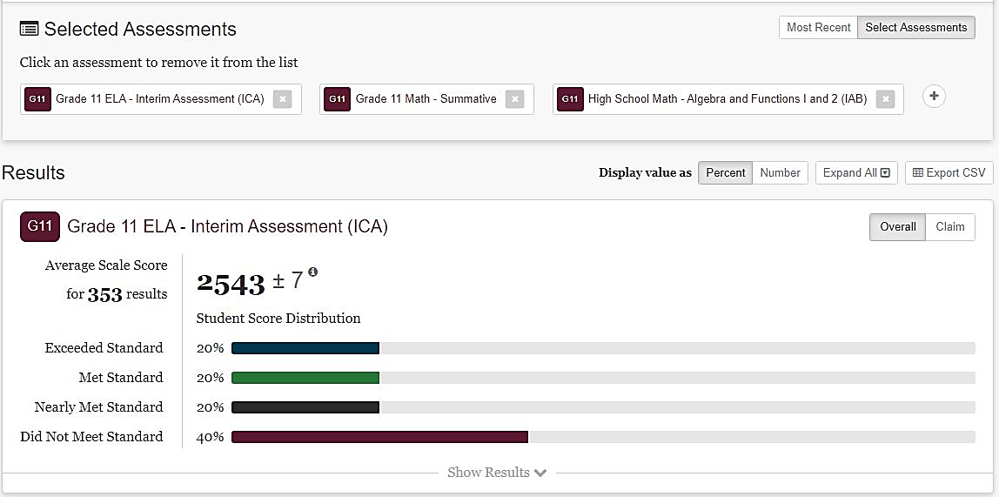 Selected Assessments
Most Recent Select Assessments
Click an assessment to remove it from the list
G11 Grade 11 ELA - Interim Assessment (ICA) ×
G11 Grade 11 Math - Summative ×
G11 High School Math - Algebra and Functions I and 2 (IAB) ×
+
Results
Display value as Percent Number Expand All Export CSV
G11 Grade 11 ELA - Interim Assessment (ICA)
Overall Claim
Average Scale Score
for 353 results
2543 ± 7 i
Student Score Distribution
Exceeded Standard 20%
Met Standard 20%
Nearly Met Standard 20%
Did Not Meet Standard 40%
Show Results